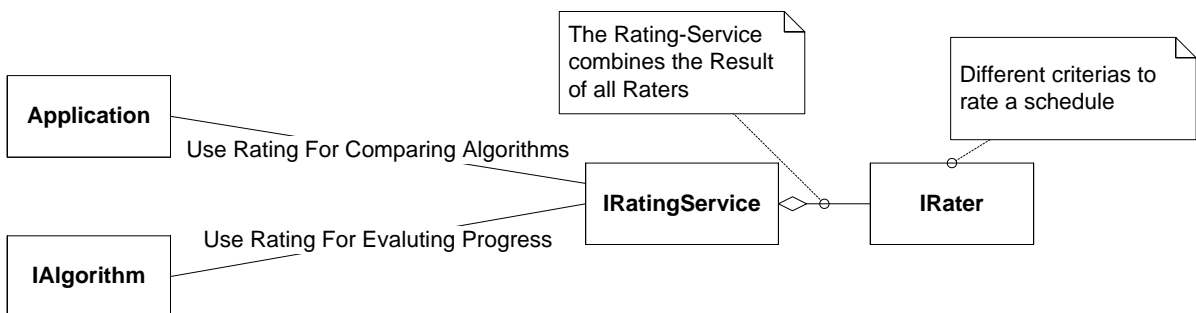 The Rating-Service
combines the Result
of all Raters
Different criterias to
rate a schedule
Application
Use Rating For Comparing Algorithms
IRatingService
IRater
Use Rating For Evaluting Progress
IAlgorithm